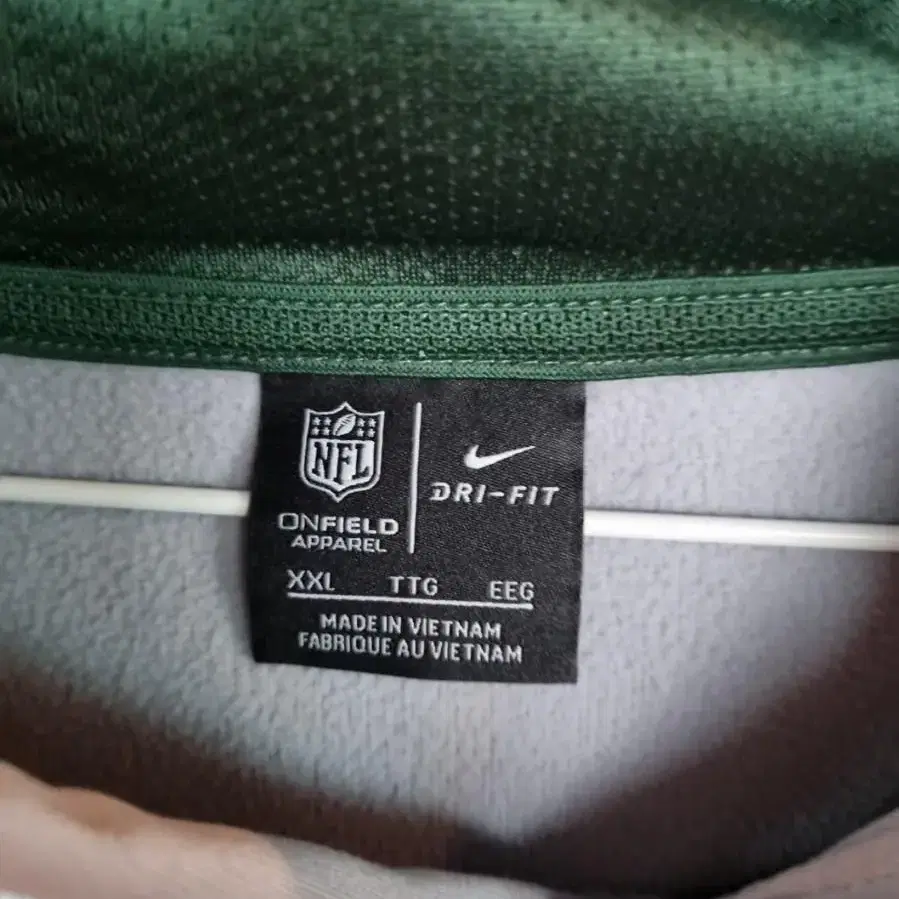 NFL
ONFIELD
APPAREL
DRI-FIT
XXL TTG EEG
MADE IN VIETNAM
FABRIQUE AU VIETNAM